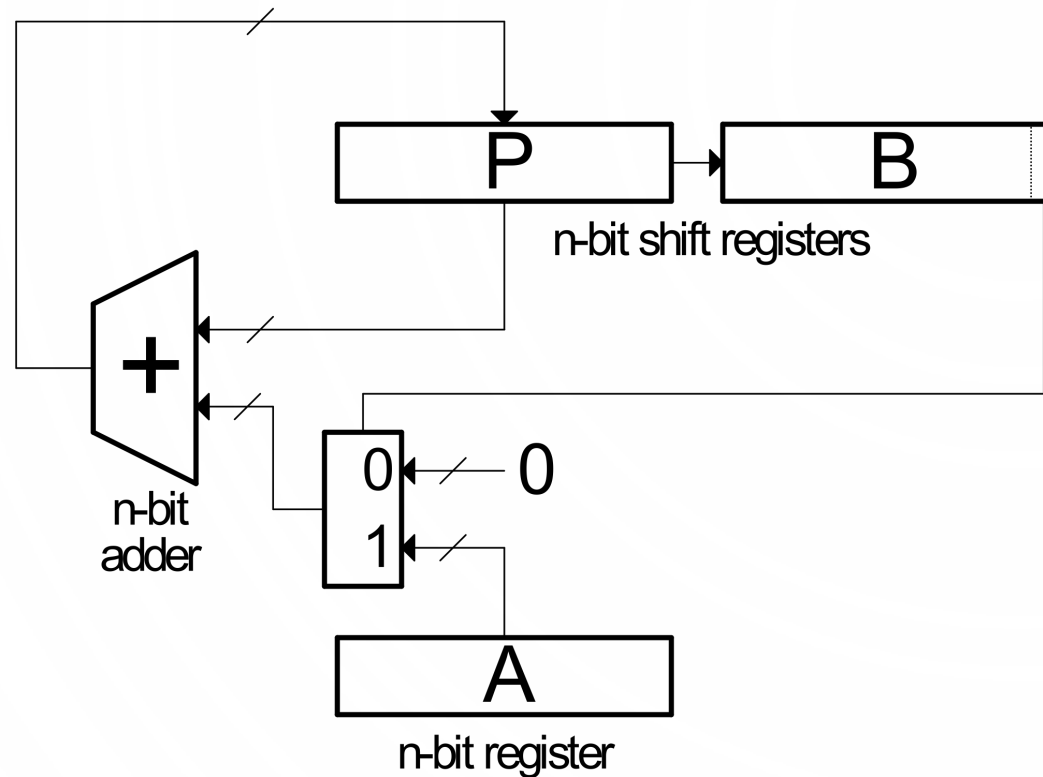 P
B
n-bit shift registers
+
n-bit
adder
0
0
1
A
n-bit register